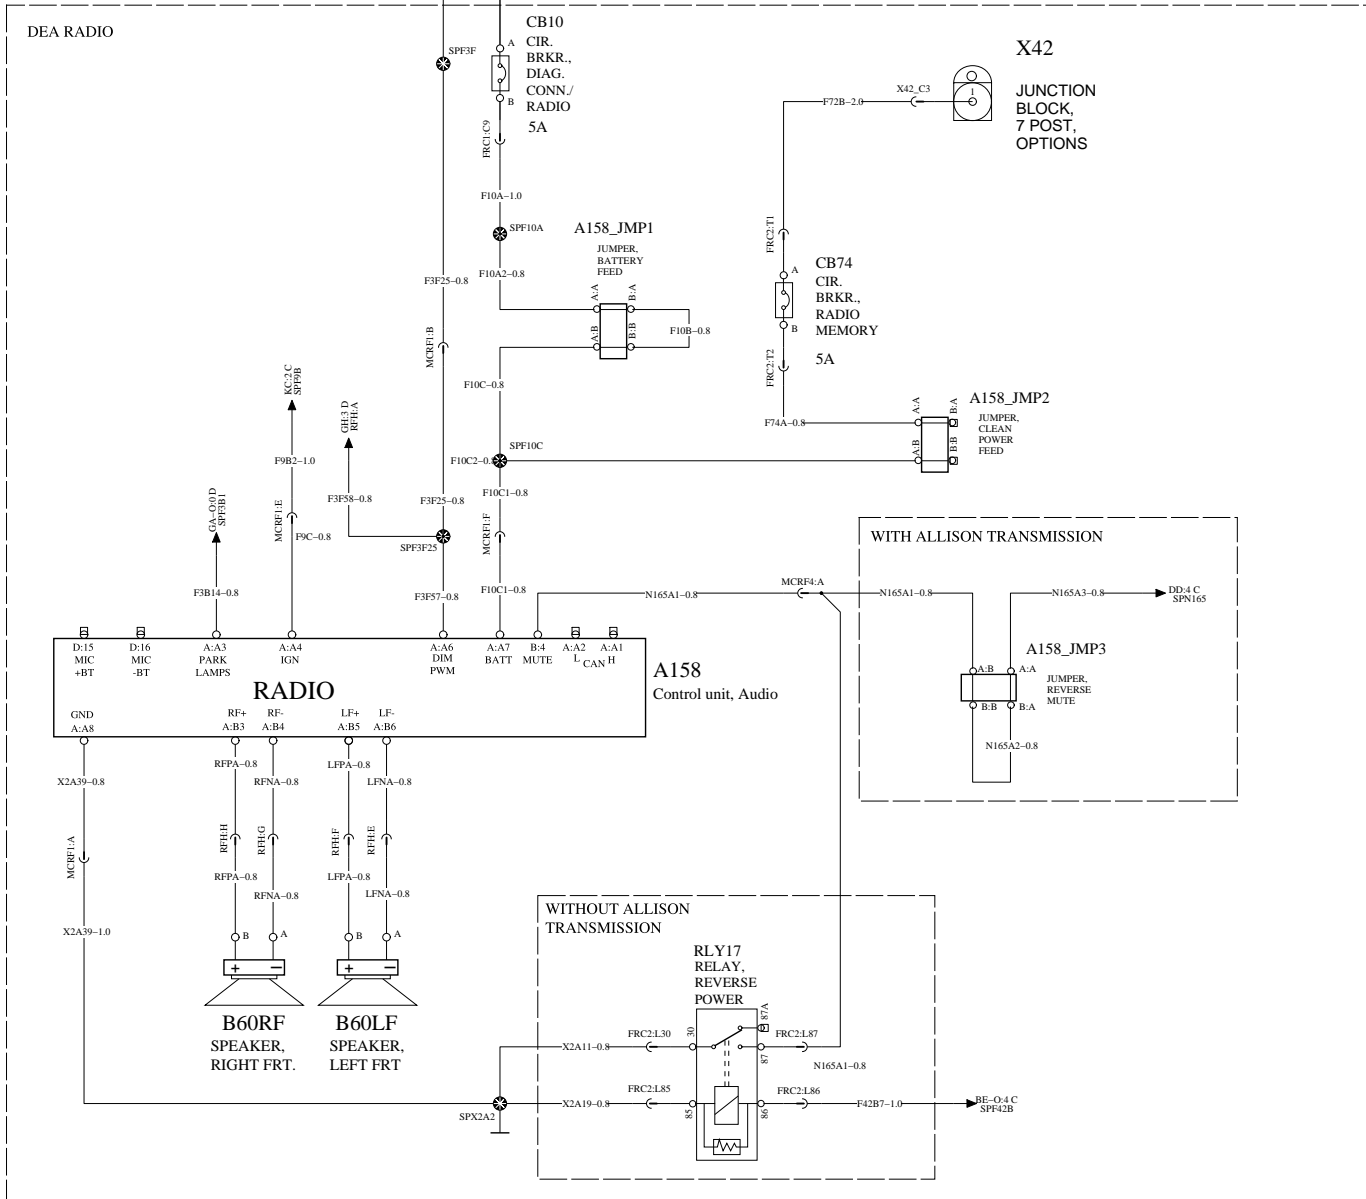 DEA RADIO
CB10
CIR.
BRKR.,
DIAG.
CONN./
RADIO
5A
A
B
SPF3F
FRC1:C9
F10A-1.0
SPF10A
F10A2-0.8
F3F25-0.8
MCRF1:B
A158_JMP1
JUMPER,
BATTERY
FEED
A:A
B:A
A:B
B:B
F10B-0.8
F10C-0.8
X42
JUNCTION
BLOCK,
7 POST,
OPTIONS
X42_C3
1
F72B-2.0
FRC2:T1
A
CB74
CIR.
BRKR.,
RADIO
MEMORY
5A
B
FRC2:T2
F74A-0.8
A158_JMP2
JUMPER,
CLEAN
POWER
FEED
A:A
B:A
A:B
B:B
KC:2 C
SPF9B
GH:3 D
RFH:A
SPF10C
F10C2-0.8
F9B2-1.0
F10C1-0.8
F3F58-0.8
F3F25-0.8
GA-O:0 D
SPF3B1
MCRF1:E
F9C-0.8
MCRF1:F
SPF3F25
F3B14-0.8
F3F57-0.8
F10C1-0.8
N165A1-0.8
MCRF4:A
WITH ALLISON TRANSMISSION
N165A1-0.8
N165A3-0.8
DD:4 C
SPN165
A158_JMP3
JUMPER,
REVERSE
MUTE
A:B
A:A
B:B
B:A
N165A2-0.8
D:15
MIC
+BT
D:16
MIC
-BT
A:A3
PARK
LAMPS
A:A4
IGN
A:A6
DIM
PWM
A:A7
BATT
B:4
MUTE
A:A2
L
CAN
A:A1
H
RADIO
A158
Control unit, Audio
GND
A:A8
RF+
A:B3
RF-
A:B4
LF+
A:B5
LF-
A:B6
X2A39-0.8
RFPA-0.8
RFNA-0.8
LFPA-0.8
LFNA-0.8
MCRF1:A
RFH:H
RFH:G
RFH:F
RFH:E
RFPA-0.8
RFNA-0.8
LFPA-0.8
LFNA-0.8
X2A39-1.0
B
A
B
A
+
−
+
−
B60RF
SPEAKER,
RIGHT FRT.
B60LF
SPEAKER,
LEFT FRT
WITHOUT ALLISON
TRANSMISSION
RLY17
RELAY,
REVERSE
POWER
87A
30
87
85
86
FRC2:L30
FRC2:L87
X2A11-0.8
N165A1-0.8
FRC2:L85
FRC2:L86
X2A19-0.8
F42B7-1.0
BE-O:4 C
SPF42B
SPX2A2